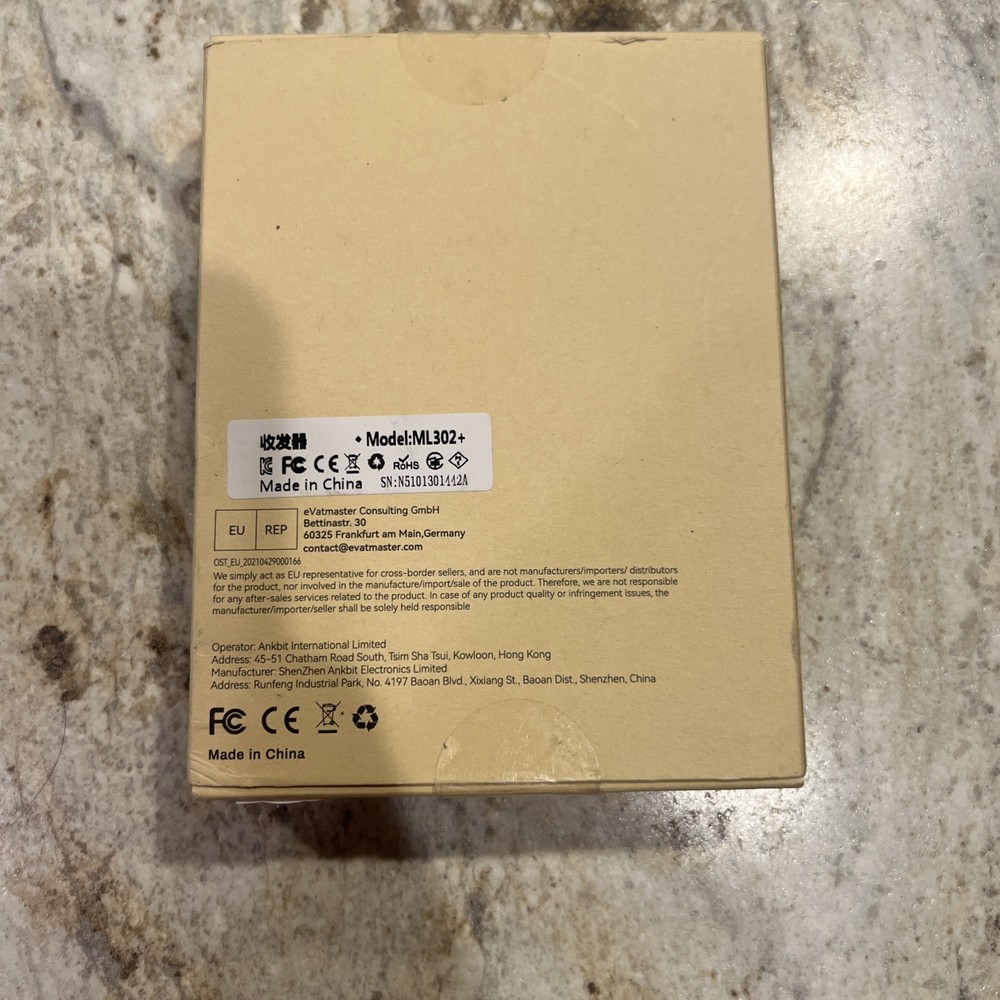 收发器 ◆ Model:ML302+
FC CE RoHS
Made in China SN:N5101301442A
EU REP
eVatmaster Consulting GmbH
Bettinastr. 30
60325 Frankfurt am Main,Germany
contact@evatmaster.com
OST_EU_20210429000166
We simply act as EU representative for cross-border sellers, and are not manufacturers/importers/ distributors
for the product, nor involved in the manufacture/import/sale of the product. Therefore, we are not responsible
for any after-sales services related to the product. In case of any product quality or infringement issues, the
manufacturer/importer/seller shall be solely held responsible
Operator: Ankbit International Limited
Address: 45-51 Chatham Road South, Tsim Sha Tsui, Kowloon, Hong Kong
Manufacturer: ShenZhen Ankbit Electronics Limited
Address: Runfeng Industrial Park, No. 4197 Baoan Blvd., Xixiang St., Baoan Dist., Shenzhen, China
FC CE
Made in China